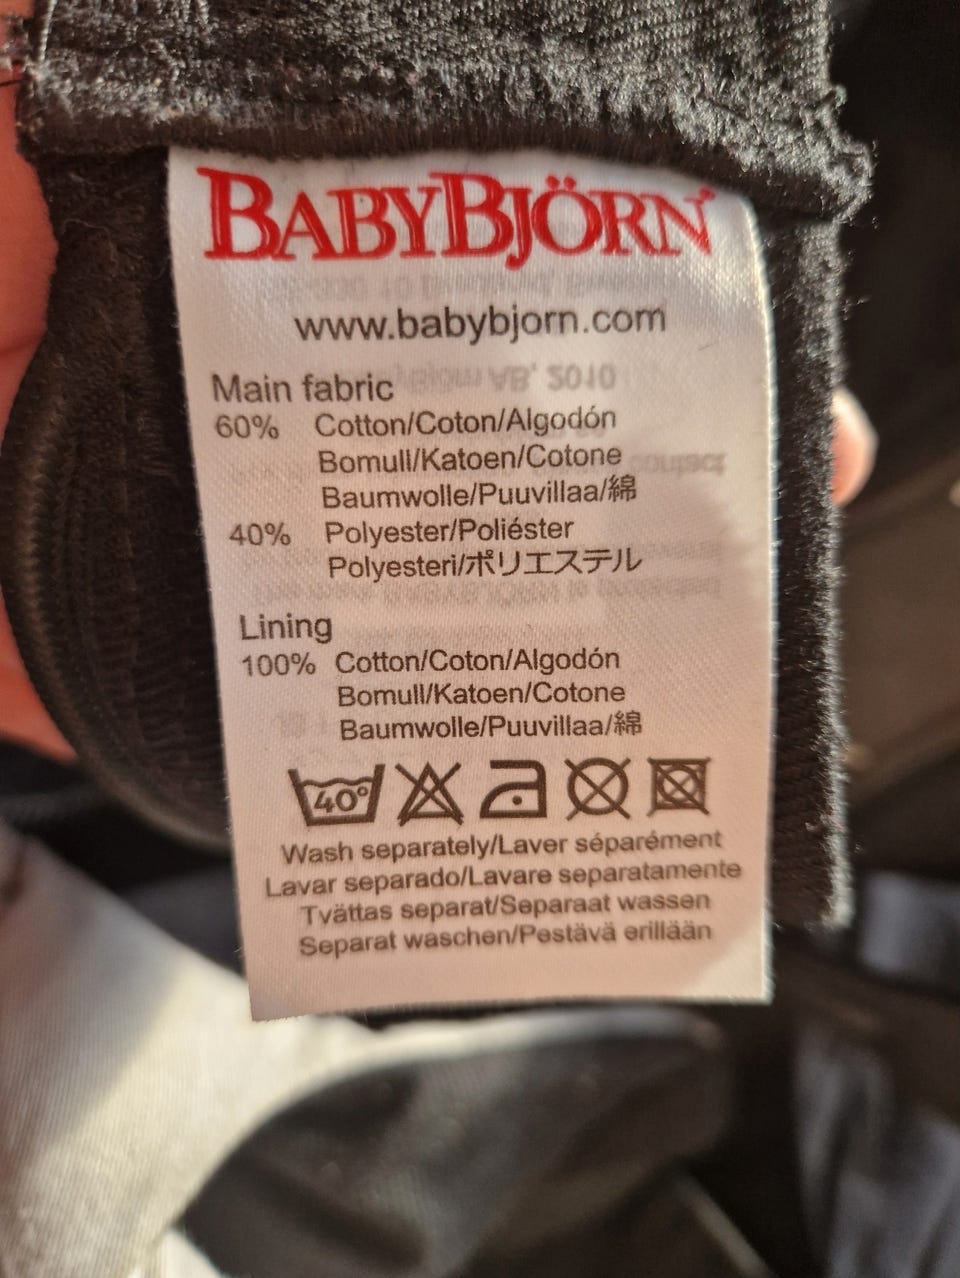 BABYBJÖRN
www.babybjorn.com
Main fabric
60% Cotton/Coton/Algodón
Bomull/Katoen/Cotone
Baumwolle/Puuvillaa/綿
40% Polyester/Poliéster
Polyesteri/ポリエステル
Lining
100% Cotton/Coton/Algodón
Bomull/Katoen/Cotone
Baumwolle/Puuvillaa/綿
40°
Wash separately/Laver séparément
Lavar separado/Lavare separatamente
Tvättas separat/Separaat wassen
Separat waschen/Pestävä erillään